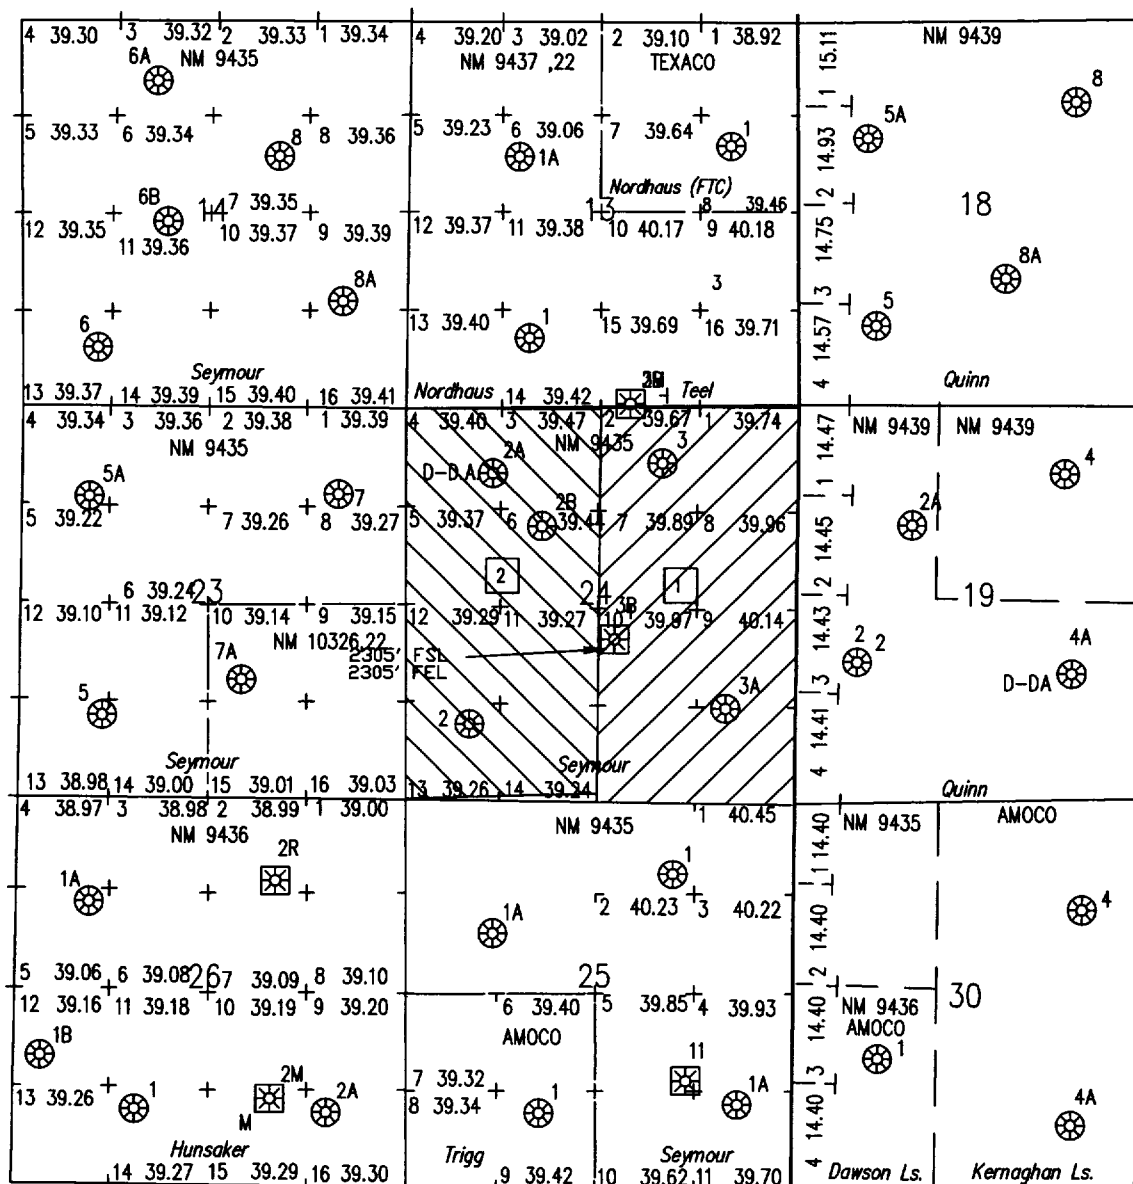 4 39.30 3 39.32 2 39.33 1 39.34 4 39.20 3 39.02 2 39.10 1 38.92 15.11 NM 9439
6A NM 9435 NM 9437 ,22 TEXACO
8
1
5 39.33 6 39.34 8 8 39.36 5 39.23 6 39.06 7 39.64 1 14.93 5A
1A
6B 14 7 39.35 Nordhaus (FTC) 2 18
12 39.35 10 39.37 9 39.39 12 39.37 11 39.38 13 8 39.46
11 39.36 10 40.17 9 40.18 14.75
8A 3 8A
13 39.40 1 15 39.69 16 39.71 3 5
6 14.57
Seymour Nordhaus Teel Quinn
13 39.37 14 39.39 15 39.40 16 39.41 14 39.42 4
4 39.34 3 39.36 2 39.38 1 39.39 4 39.40 3 39.47 2 39.67 1 39.74 14.47
NM 9435 NM 9435 NM 9439 NM 9439
5A 7 D-DA 2A 3 1 4
5 39.22 7 39.26 8 39.27 5 39.37 6 2B 39.44 7 39.89 8 39.96 14.45 2A
2 1 2
6 39.24 23 24 19
12 39.10 11 39.12 10 39.14 9 39.15 12 39.29 11 39.27 10 3B 39.87 9 40.14 14.43
NM 10326,22 2305' FSL
7A 2305' FEL 2 2 4A
5 2 3A 3 D-DA
14.41
Seymour Seymour Quinn
13 38.98 14 39.00 15 39.01 16 39.03 13 39.26 14 39.24 4
4 38.97 3 38.98 2 38.99 1 39.00 1 40.45 14.40 AMOCO
NM 9436 NM 9435 NM 9435
2R 1
1A 1A 2 40.23 3 40.22 1 4
14.40
5 39.06 6 39.08 26 7 39.09 8 39.10 25 2 30
12 39.16 11 39.18 10 39.19 9 39.20 6 39.40 5 39.85 4 39.93 14.40 NM 9436
AMOCO AMOCO
1B 11 1
13 39.26 1 2M 2A 7 39.32 1A 3
M 8 39.34 1 14.40 4A
Hunsaker Trigg Seymour Dawson Ls. Kernaghan Ls.
14 39.27 15 39.29 16 39.30 9 39.42 10 39.62 11 39.70 4